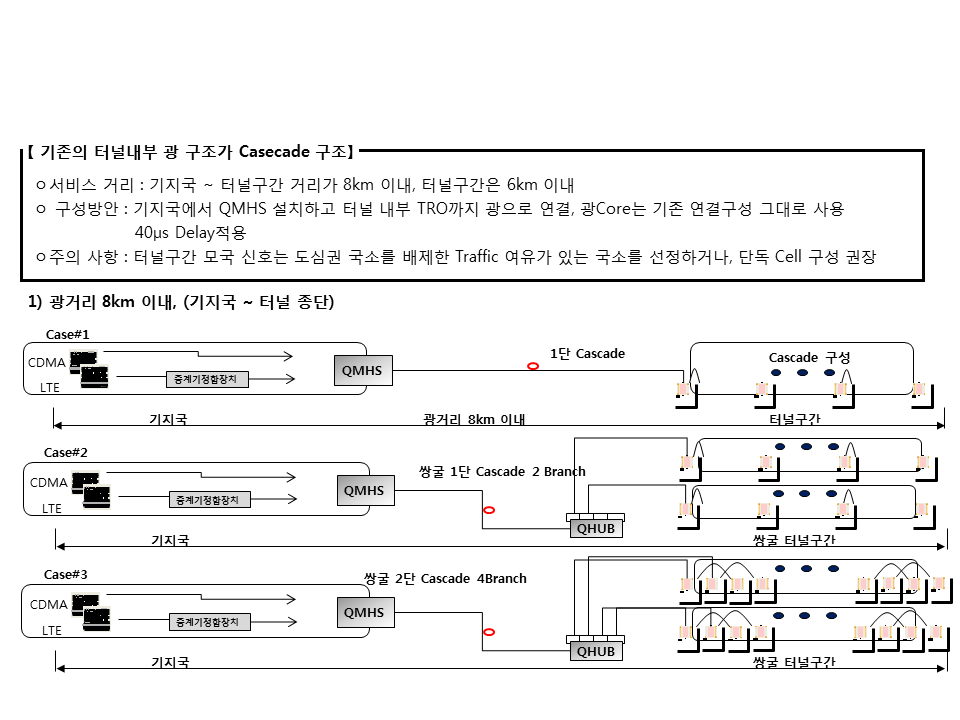 【 기존의 터널내부 광 구조가 Casecade 구조】
ㅇ서비스 거리 : 기지국 ~ 터널구간 거리가 8km 이내, 터널구간은 6km 이내
ㅇ 구성방안 : 기지국에서 QMHS 설치하고 터널 내부 TRO까지 광으로 연결, 광Core는 기존 연결구성 그대로 사용
40μs Delay적용
ㅇ주의 사항 : 터널구간 모국 신호는 도심권 국소를 배제한 Traffic 여유가 있는 국소를 선정하거나, 단독 Cell 구성 권장
1) 광거리 8km 이내, (기지국 ~ 터널 종단)
Case#1
1단 Cascade
Cascade 구성
CDMA
QMHS
중계기정합장치
LTE
기지국
광거리 8km 이내
터널구간
Case#2
쌍굴 1단 Cascade 2 Branch
CDMA
QMHS
중계기정합장치
LTE
QHUB
기지국
쌍굴 터널구간
Case#3
쌍굴 2단 Cascade 4Branch
CDMA
QMHS
중계기정합장치
LTE
QHUB
기지국
쌍굴 터널구간